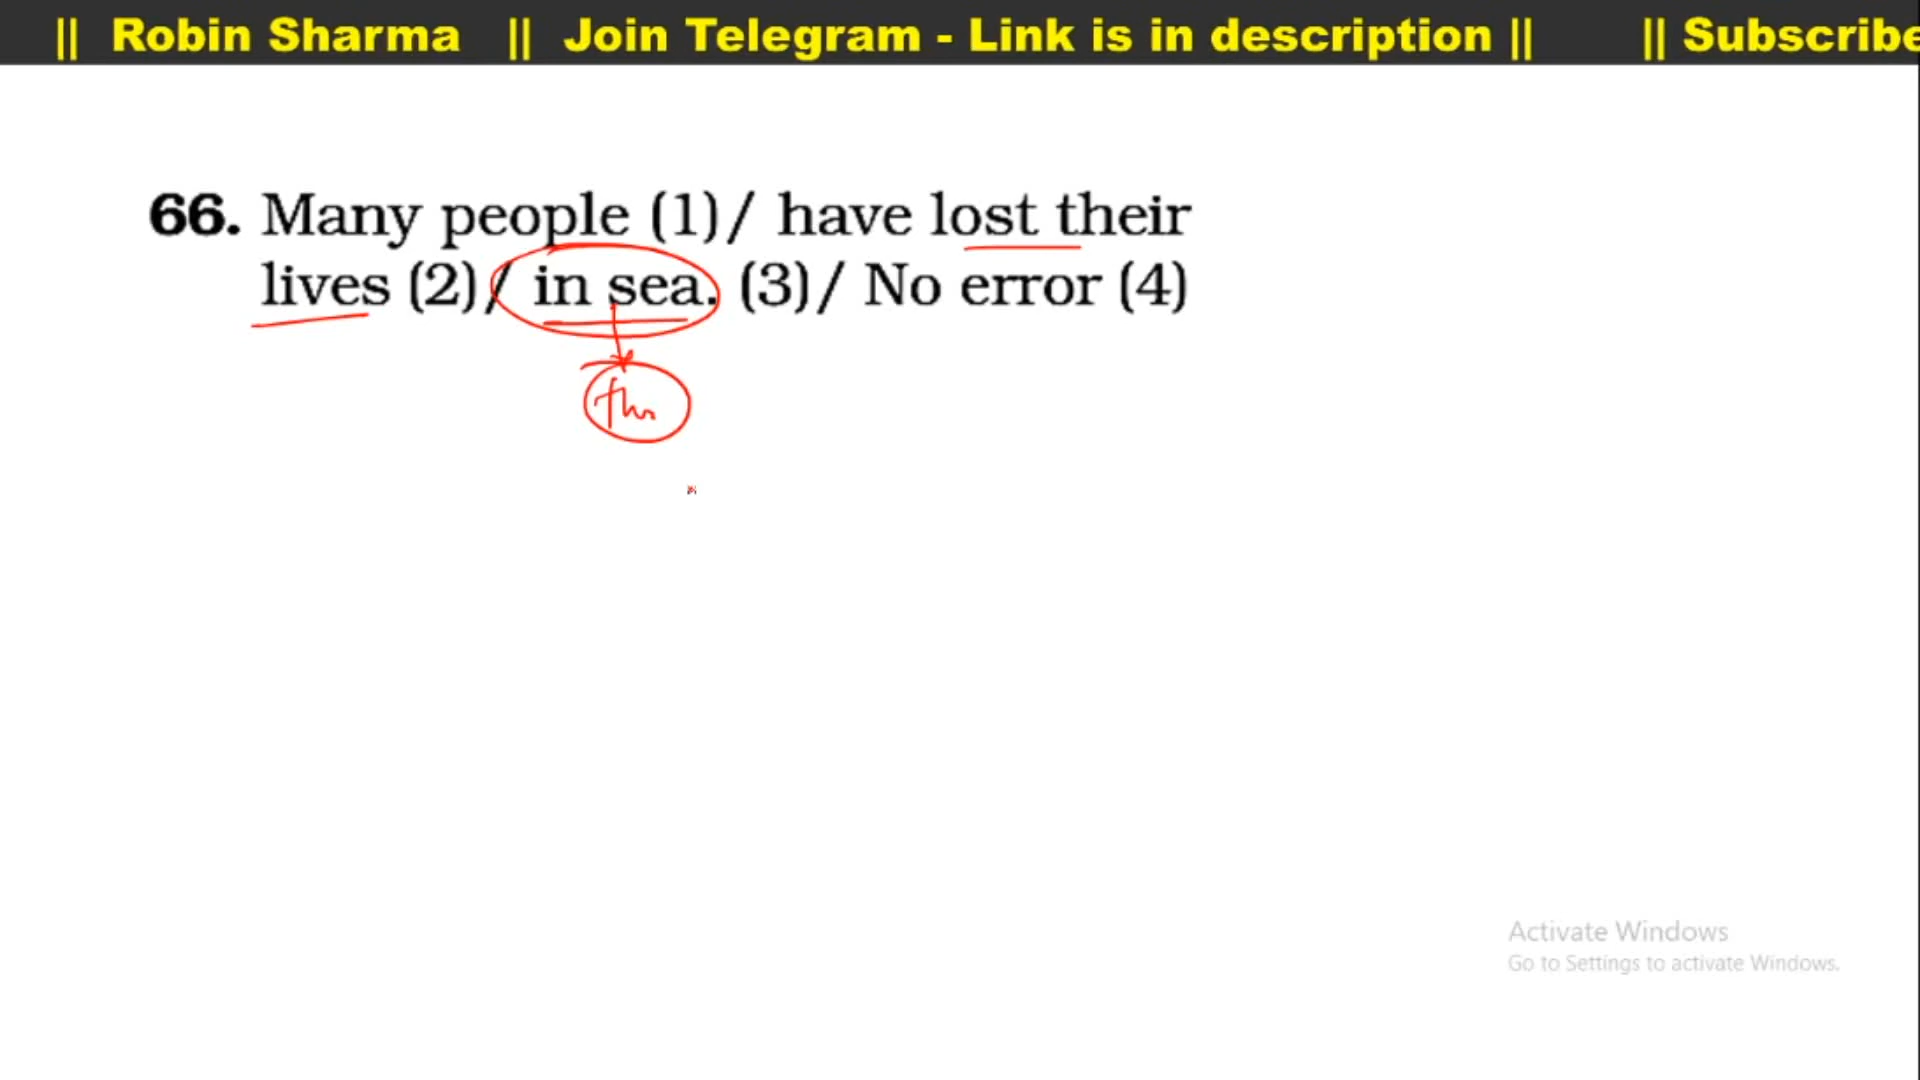 || Robin Sharma || Join Telegram - Link is in description || || Subscribe
66. Many people (1)/ have lost their
lives (2)/ in sea. (3)/ No error (4)
Activate Windows
Go to Settings to activate Windows.